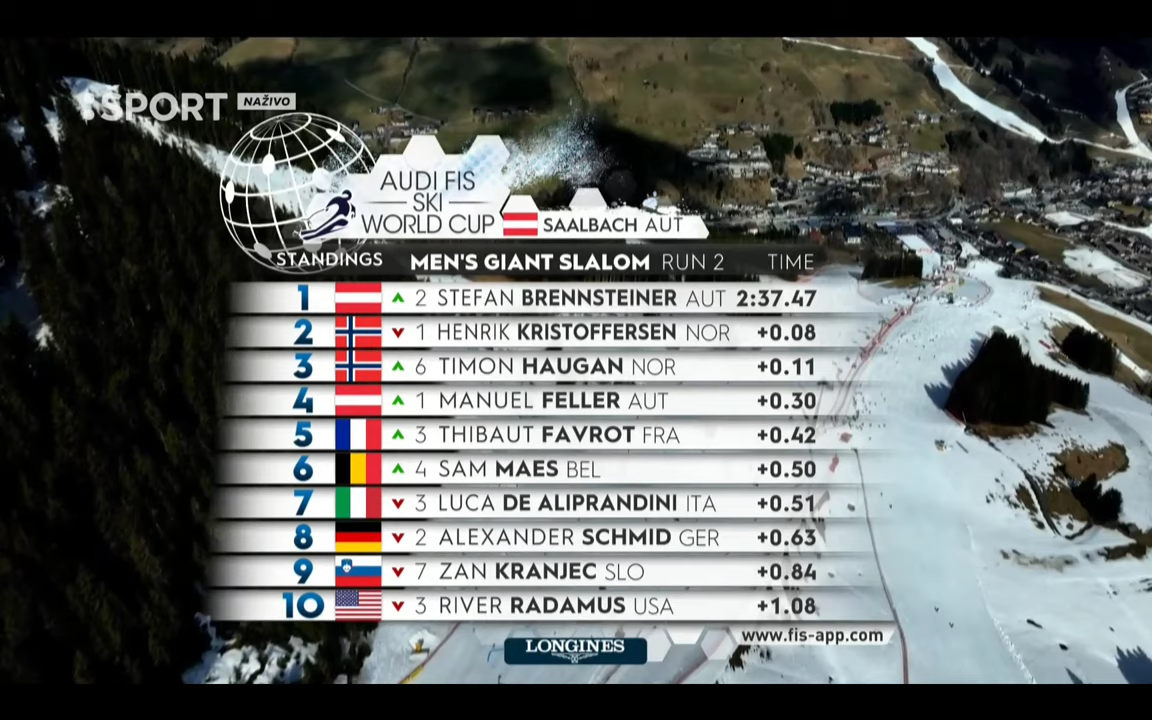 SPORT NAŽIVO
AUDI FIS
SKI
WORLD CUP
SAALBACH AUT
STANDINGS MEN'S GIANT SLALOM RUN 2 TIME
1 2 STEFAN BRENNSTEINER AUT 2:37.47
2 1 HENRIK KRISTOFFERSEN NOR +0.08
3 6 TIMON HAUGAN NOR +0.11
4 1 MANUEL FELLER AUT +0.30
5 3 THIBAUT FAVROT FRA +0.42
6 4 SAM MAES BEL +0.50
7 3 LUCA DE ALIPRANDINI ITA +0.51
8 2 ALEXANDER SCHMID GER +0.63
9 7 ZAN KRANJEC SLO +0.84
10 3 RIVER RADAMUS USA +1.08
www.fis-app.com
LONGINES